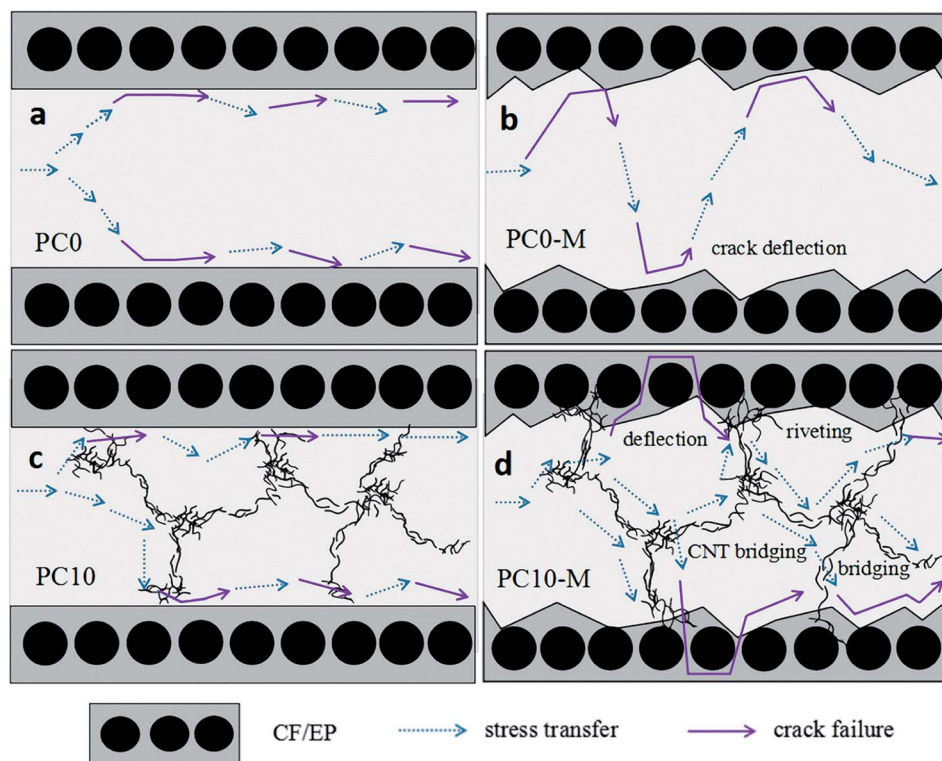 a
b
PC0
PC0-M
crack deflection
c
d
deflection
riveting
CNT bridging
bridging
PC10
PC10-M
CF/EP
stress transfer
crack failure